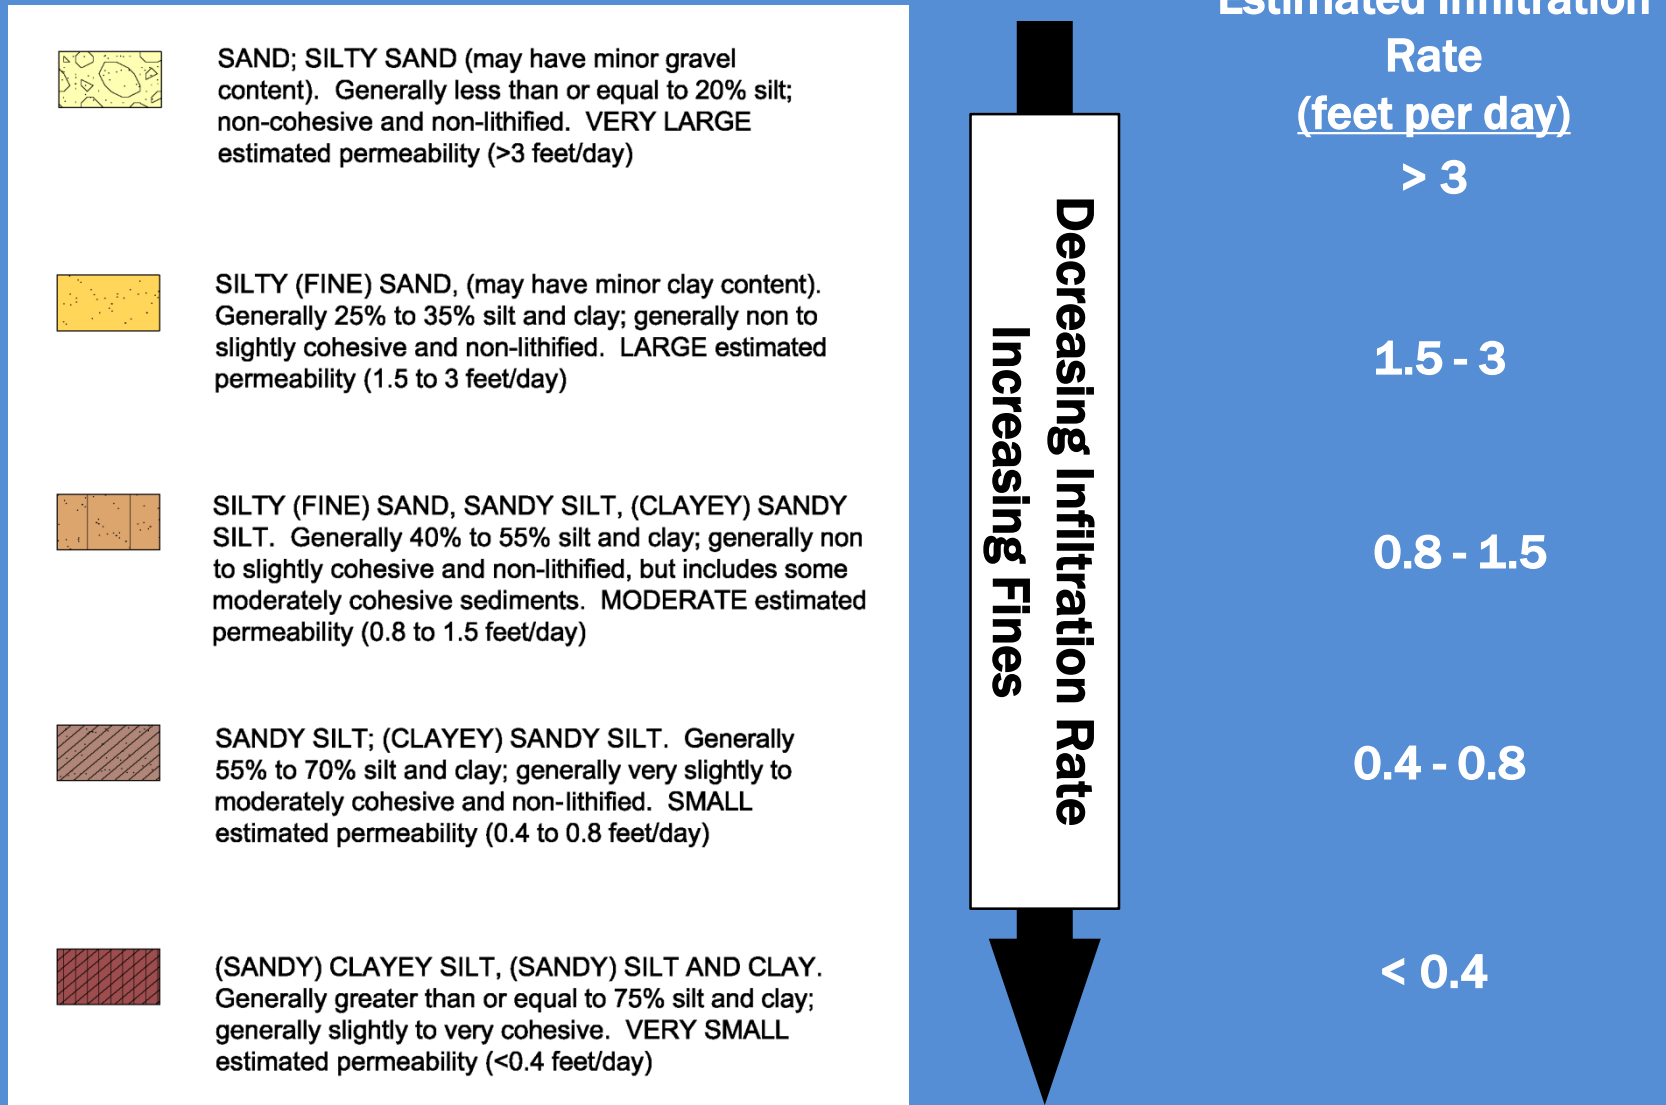 SAND; SILTY SAND (may have minor gravel
content).  Generally less than or equal to 20% silt;
non-cohesive and non-lithified.  VERY LARGE
estimated permeability (>3 feet/day)
SILTY (FINE) SAND, (may have minor clay content).
Generally 25% to 35% silt and clay; generally non to
slightly cohesive and non-lithified.  LARGE estimated
permeability (1.5 to 3 feet/day)
SILTY (FINE) SAND, SANDY SILT, (CLAYEY) SANDY
SILT.  Generally 40% to 55% silt and clay; generally non
to slightly cohesive and non-lithified, but includes some
moderately cohesive sediments.  MODERATE estimated
permeability (0.8 to 1.5 feet/day)
SANDY SILT; (CLAYEY) SANDY SILT.  Generally
55% to 70% silt and clay; generally very slightly to
moderately cohesive and non-lithified.  SMALL
estimated permeability (0.4 to 0.8 feet/day)
(SANDY) CLAYEY SILT, (SANDY) SILT AND CLAY.
Generally greater than or equal to 75% silt and clay;
generally slightly to very cohesive.  VERY SMALL
estimated permeability (<0.4 feet/day)
Decreasing Infiltration Rate
Increasing Fines
Estimated Infiltration
Rate
(feet per day)
> 3
1.5 - 3
0.8 - 1.5
0.4 - 0.8
< 0.4